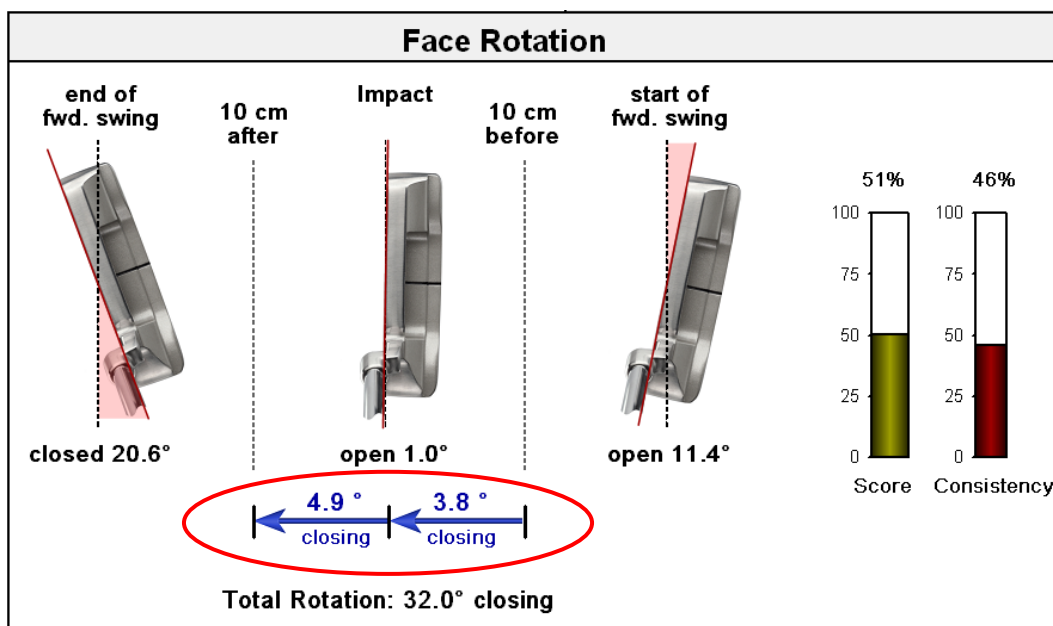 Face Rotation
end of
fwd. swing
10 cm
after
Impact
10 cm
before
start of
fwd. swing
closed 20.6°
open 1.0°
open 11.4°
4.9 °
closing
3.8 °
closing
Total Rotation: 32.0° closing
51%
100
75
50
25
0
Score
46%
100
75
50
25
0
Consistency